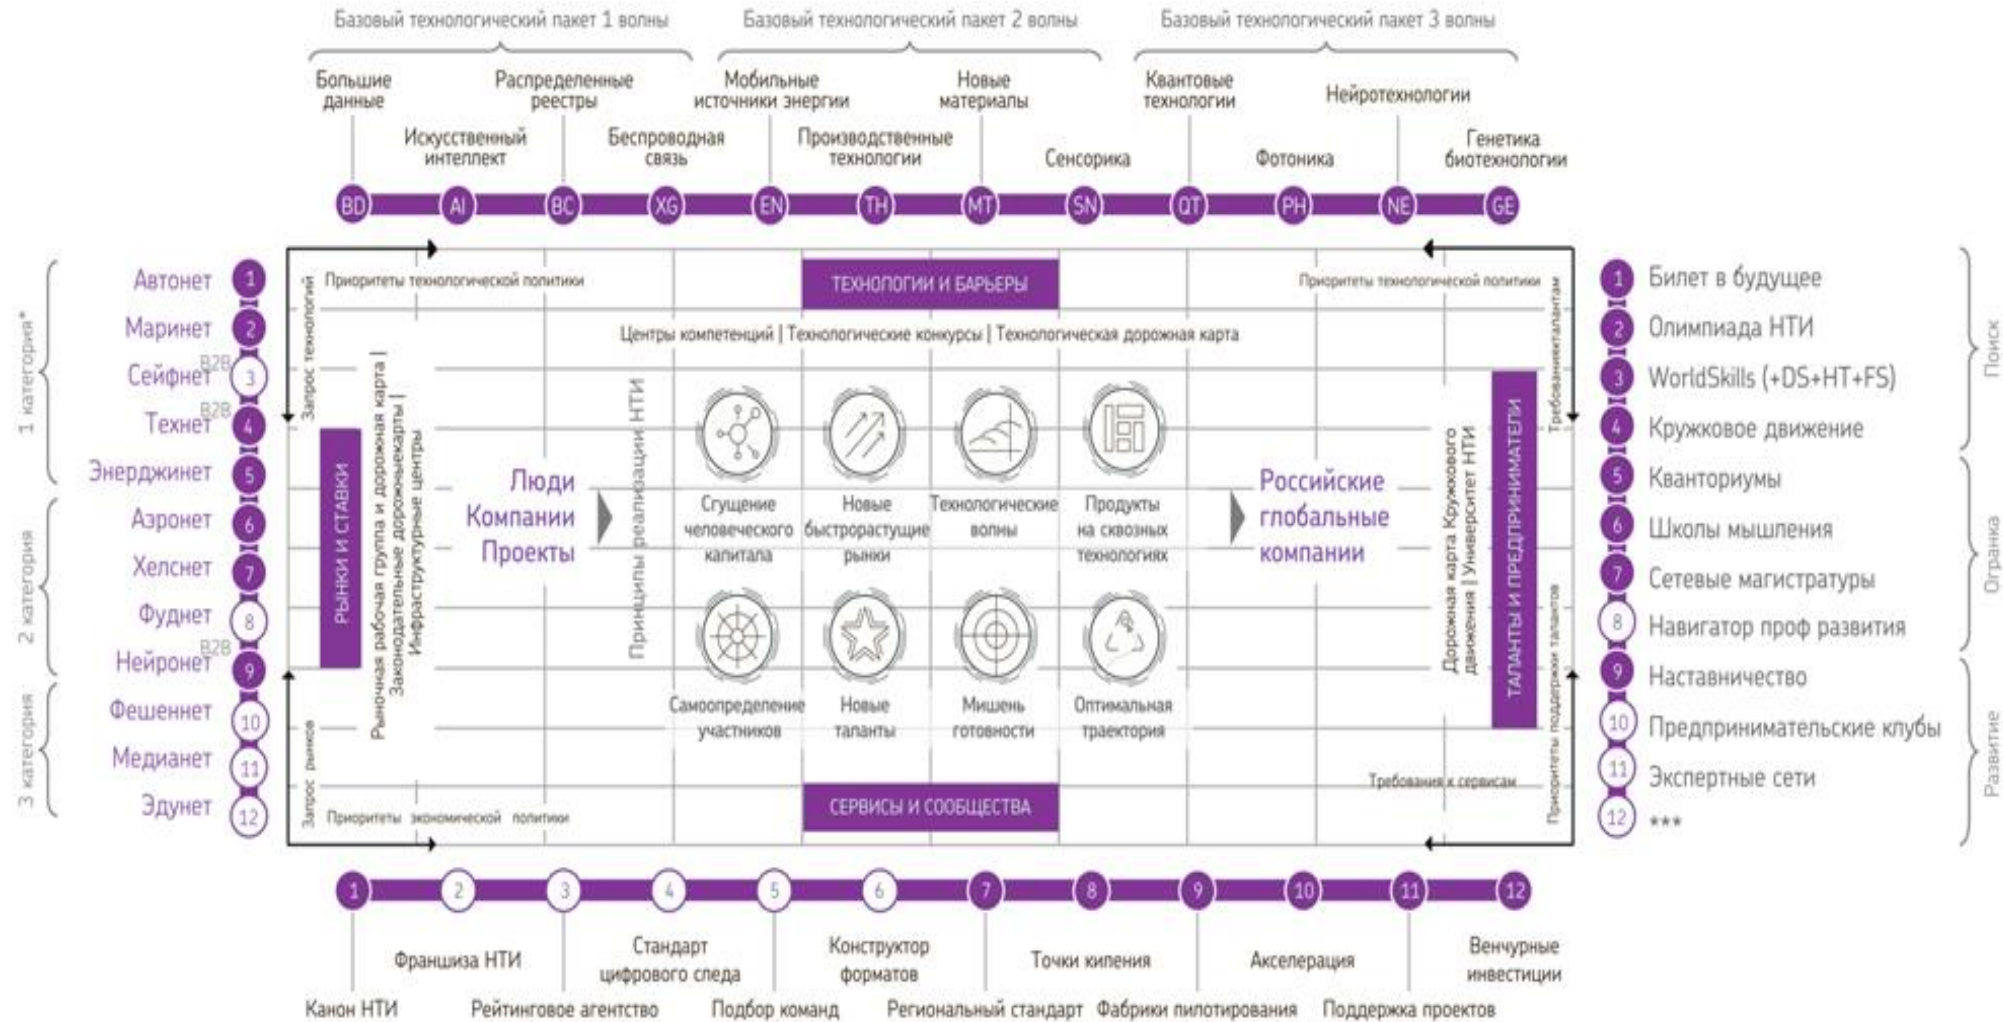 Базовый технологический пакет 1 волны
Базовый технологический пакет 2 волны
Базовый технологический пакет 3 волны
Большие
данные
Искусственный
интеллект
Распределенные
реестры
Беспроводная
связь
Мобильные
источники энергии
Производственные
технологии
Новые
материалы
Сенсорика
Квантовые
технологии
Фотоника
Нейротехнологии
Генетика
биотехнологии
BD
AI
BC
XG
EN
TH
MT
SN
QT
PH
NE
GE
1 категория*
2 категория
3 категория
Автонет 1
Маринет 2
B2B
Сейфнет 3
B2B
Технет 4
Энерджинет 5
Аэронет 6
Хелснет 7
Фуднет 8
B2B
Нейронет 9
Фешеннет 10
Медианет 11
Эдунет 12
Запрос технологий
Запрос рынков
Приоритеты технологической политики
ТЕХНОЛОГИИ И БАРЬЕРЫ
Приоритеты технологической политики
Центры компетенций | Технологические конкурсы | Технологическая дорожная карта
РЫНКИ И СТАВКИ
Рыночная рабочая группа и дорожная карта |
Законодательные дорожныекарты |
Инфраструктурные центры
Люди
Компании
Проекты
Принципы реализации НТИ
Сгущение
человеческого
капитала
Новые
быстрорастущие
рынки
Технологические
волны
Продукты
на сквозных
технологиях
Самоопределение
участников
Новые
таланты
Мишень
готовности
Оптимальная
траектория
Российские
глобальные
компании
Дорожная карта Кружкового
движения | Университет НТИ
ТАЛАНТЫ И ПРЕДПРИНИМАТЕЛИ
Требованиекталантам
Приоритеты поддержки талантов
Требования к сервисам
Приоритеты экономической политики
СЕРВИСЫ И СООБЩЕСТВА
1 Билет в будущее
2 Олимпиада НТИ
3 WorldSkills (+DS+HT+FS)
4 Кружковое движение
5 Кванториумы
6 Школы мышления
7 Сетевые магистратуры
8 Навигатор проф развития
9 Наставничество
10 Предпринимательские клубы
11 Экспертные сети
12 ***
Поиск
Огранка
Развитие
1
2
3
4
5
6
7
8
9
10
11
12
Канон НТИ
Франшиза НТИ
Рейтинговое агентство
Стандарт
цифрового следа
Подбор команд
Конструктор
форматов
Региональный стандарт
Точки кипения
Фабрики пилотирования
Акселерация
Поддержка проектов
Венчурные
инвестиции